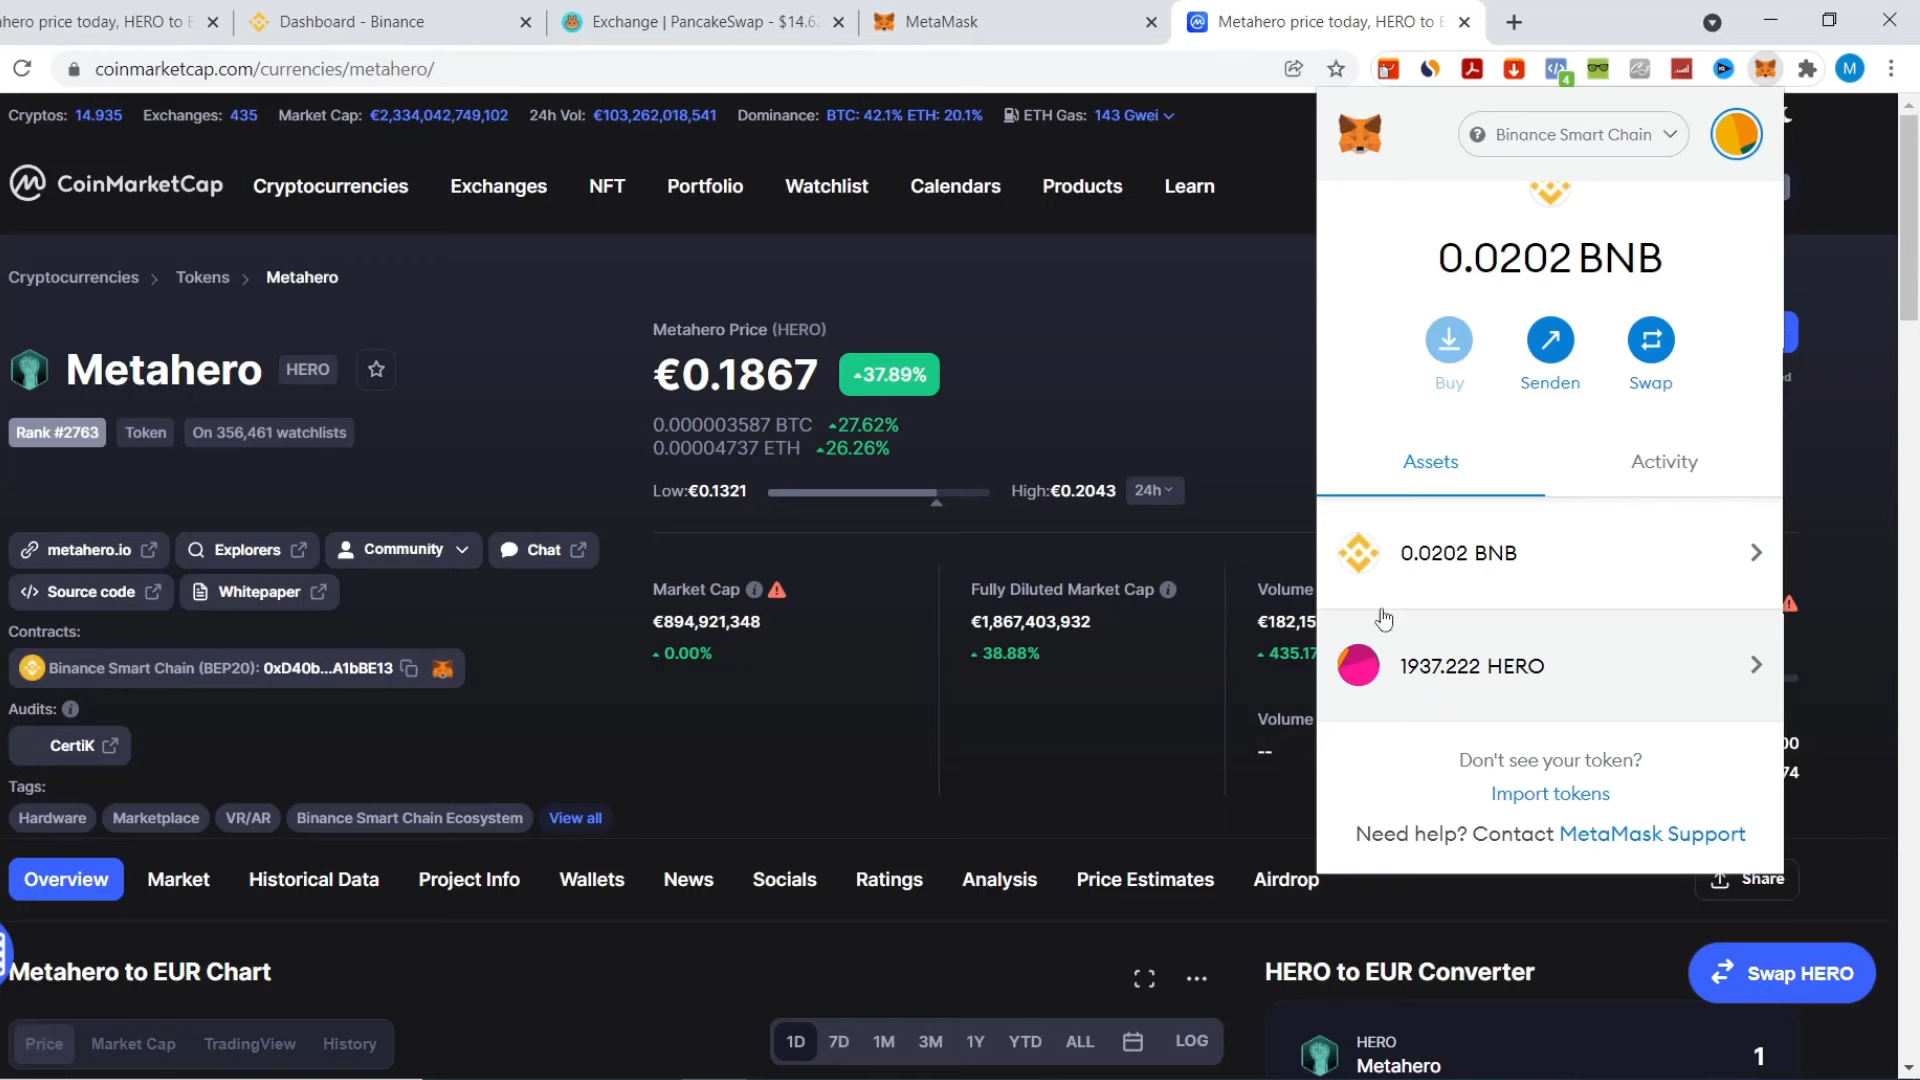 hero price today, HERO to E
Dashboard - Binance
Exchange | PancakeSwap - $14.62
MetaMask
Metahero price today, HERO to E
coinmarketcap.com/currencies/metahero/
4
M
Cryptos: 14.935 Exchanges: 435 Market Cap: €2,334,042,749,102 24h Vol: €103,262,018,541 Dominance: BTC: 42.1% ETH: 20.1% ETH Gas: 143 Gwei
CoinMarketCap Cryptocurrencies Exchanges NFT Portfolio Watchlist Calendars Products Learn
Cryptocurrencies > Tokens > Metahero
Metahero HERO
Rank #2763 Token On 356,461 watchlists
metahero.io Explorers Community Chat
</> Source code Whitepaper
Contracts:
Binance Smart Chain (BEP20): 0xD40b...A1bBE13
Audits:
CertiK
Tags:
Hardware Marketplace VR/AR Binance Smart Chain Ecosystem View all
Metahero Price (HERO)
€0.1867 37.89%
0.000003587 BTC 27.62%
0.00004737 ETH 26.26%
Low:€0.1321 High:€0.2043 24h
Market Cap
€894,921,348
0.00%
Fully Diluted Market Cap
€1,867,403,932
38.88%
Volume
€182,15
435.17
Volume
--
Binance Smart Chain
0.0202 BNB
Buy Senden Swap
Assets Activity
0.0202 BNB
1937.222 HERO
Don't see your token?
Import tokens
Need help? Contact MetaMask Support
d
00
74
Overview Market Historical Data Project Info Wallets News Socials Ratings Analysis Price Estimates Airdrop
Share
Metahero to EUR Chart
Price Market Cap TradingView History
1D 7D 1M 3M 1Y YTD ALL LOG
HERO to EUR Converter
Swap HERO
HERO
Metahero
1